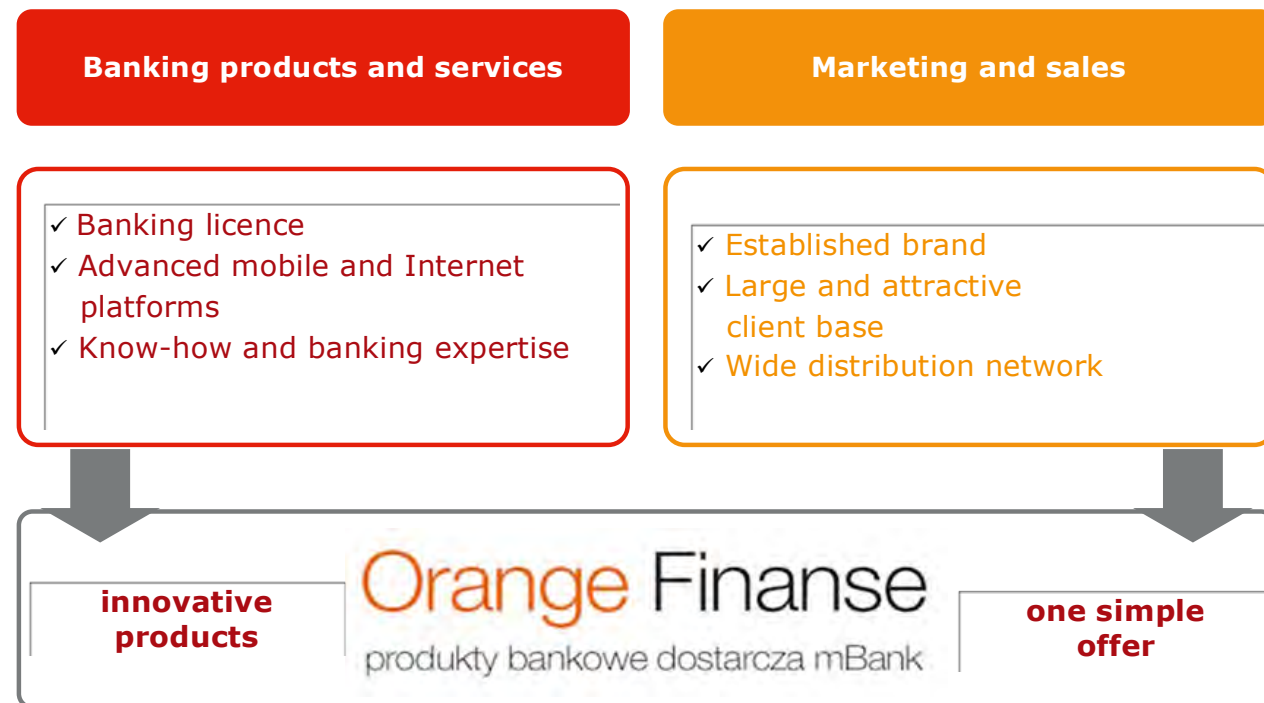 Banking products and services
Marketing and sales
✓ Banking licence
✓ Advanced mobile and Internet
platforms
✓ Know-how and banking expertise
✓ Established brand
✓ Large and attractive
client base
✓ Wide distribution network
innovative
products
Orange Finanse
produkty bankowe dostarcza mBank
one simple
offer